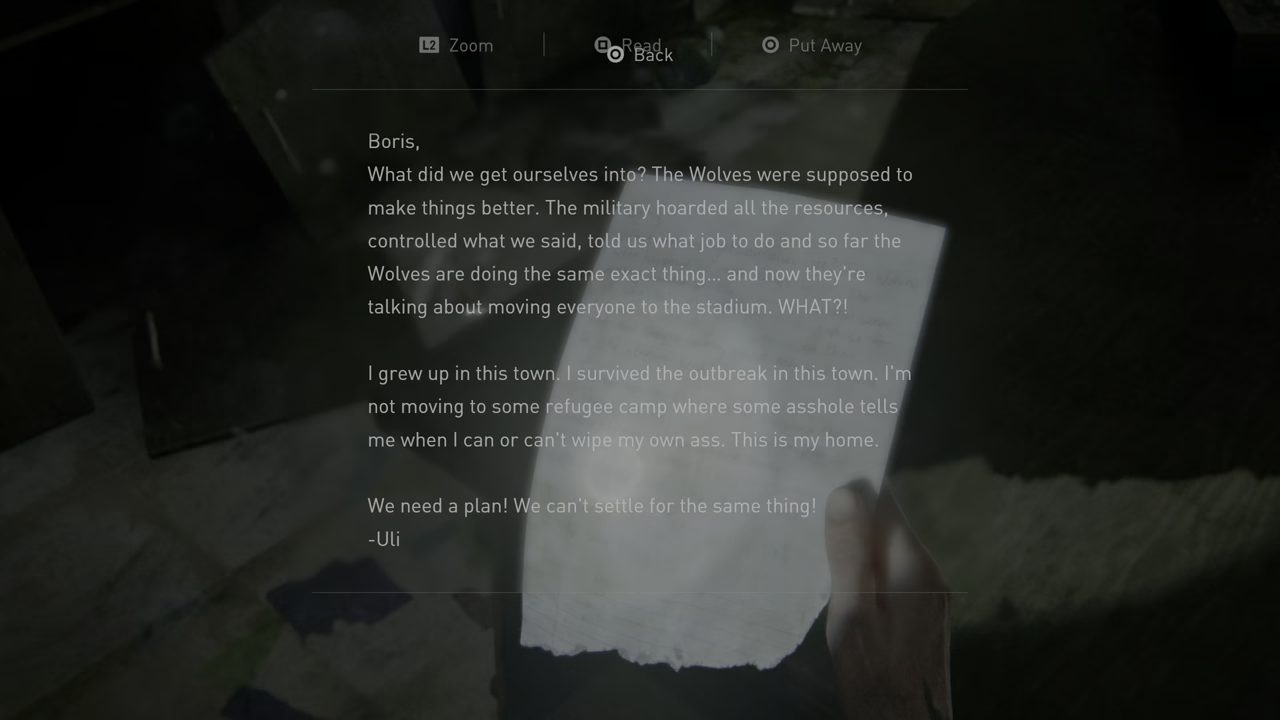 L2 Zoom
Read
Put Away
Back
Boris,
What did we get ourselves into? The Wolves were supposed to
make things better. The military hoarded all the resources,
controlled what we said, told us what job to do and so far the
Wolves are doing the same exact thing... and now they're
talking about moving everyone to the stadium. WHAT?!
I grew up in this town. I survived the outbreak in this town. I'm
not moving to some refugee camp where some asshole tells
me when I can or can't wipe my own ass. This is my home.
We need a plan! We can't settle for the same thing!
-Uli